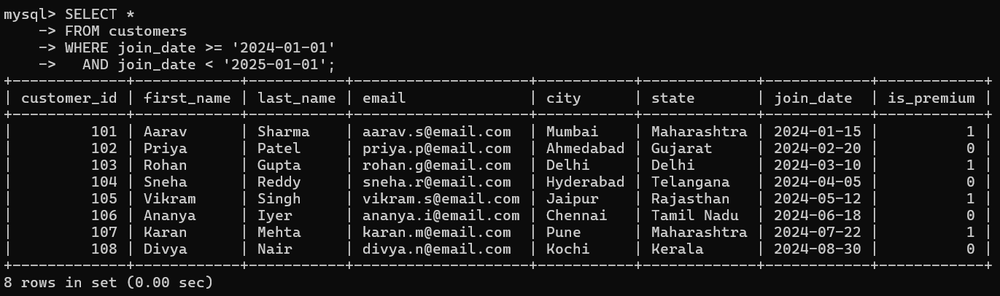 mysql> SELECT *
    -> FROM customers
    -> WHERE join_date >= '2024-01-01'
    ->   AND join_date < '2025-01-01';
+-------------+------------+-----------+--------------------+-----------+-------------+------------+------------+
| customer_id | first_name | last_name | email              | city      | state       | join_date  | is_premium |
+-------------+------------+-----------+--------------------+-----------+-------------+------------+------------+
|         101 | Aarav      | Sharma    | aarav.s@email.com  | Mumbai    | Maharashtra | 2024-01-15 |          1 |
|         102 | Priya      | Patel     | priya.p@email.com  | Ahmedabad | Gujarat     | 2024-02-20 |          0 |
|         103 | Rohan      | Gupta     | rohan.g@email.com  | Delhi     | Delhi       | 2024-03-10 |          1 |
|         104 | Sneha      | Reddy     | sneha.r@email.com  | Hyderabad | Telangana   | 2024-04-05 |          0 |
|         105 | Vikram     | Singh     | vikram.s@email.com | Jaipur    | Rajasthan   | 2024-05-12 |          1 |
|         106 | Ananya     | Iyer      | ananya.i@email.com | Chennai   | Tamil Nadu  | 2024-06-18 |          0 |
|         107 | Karan      | Mehta     | karan.m@email.com  | Pune      | Maharashtra | 2024-07-22 |          1 |
|         108 | Divya      | Nair      | divya.n@email.com  | Kochi     | Kerala      | 2024-08-30 |          0 |
+-------------+------------+-----------+--------------------+-----------+-------------+------------+------------+
8 rows in set (0.00 sec)